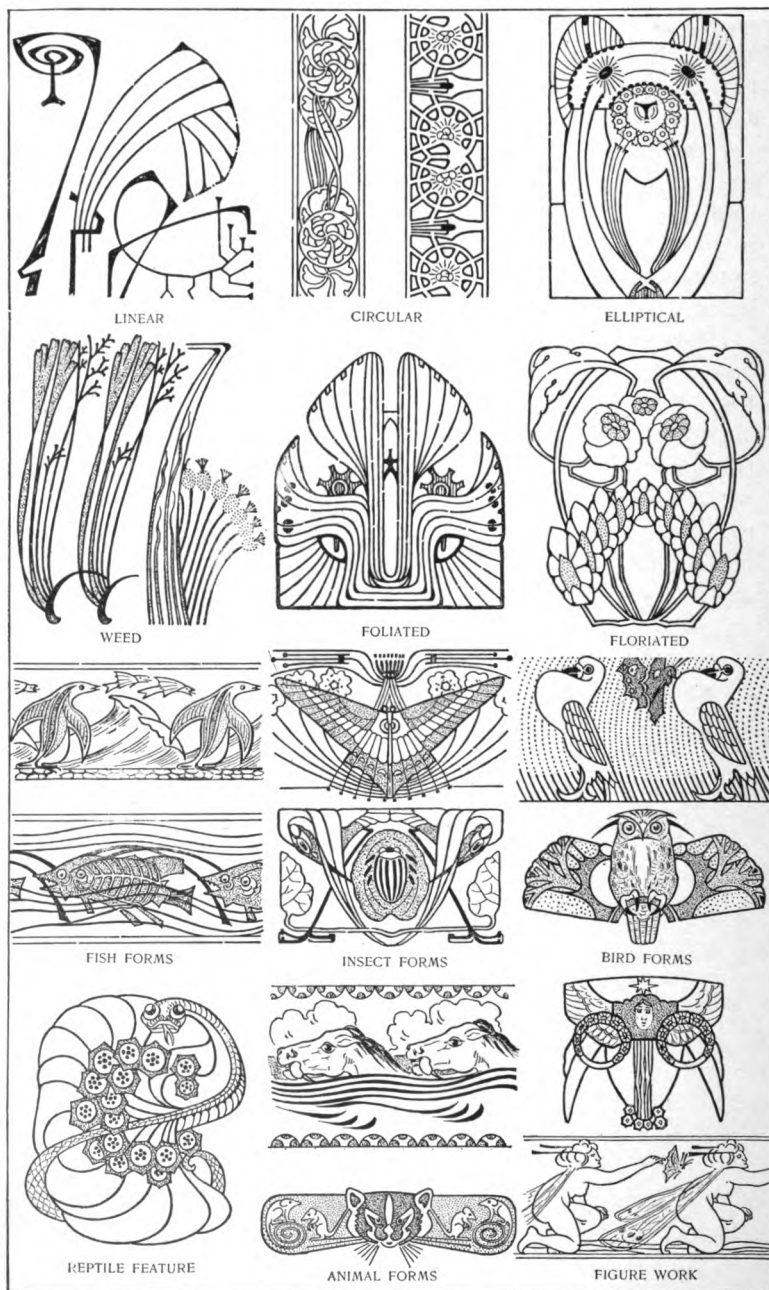 LINEAR
CIRCULAR
ELLIPTICAL
WEED
FOLIATED
FLORIATED
FISH FORMS
INSECT FORMS
BIRD FORMS
REPTILE FEATURE
ANIMAL FORMS
FIGURE WORK